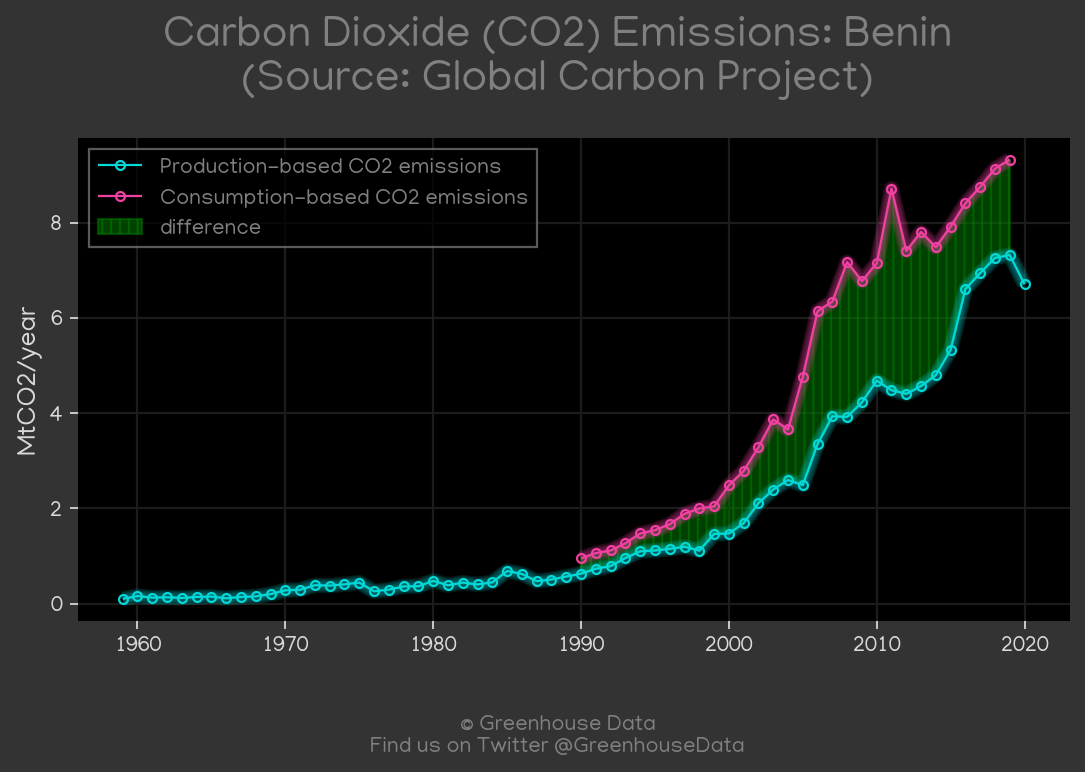 Carbon Dioxide (CO2) Emissions: Benin
(Source: Global Carbon Project)
Production-based CO2 emissions
Consumption-based CO2 emissions
difference
MtCO2/year
8
6
4
2
0
1960 1970 1980 1990 2000 2010 2020
© Greenhouse Data
Find us on Twitter @GreenhouseData